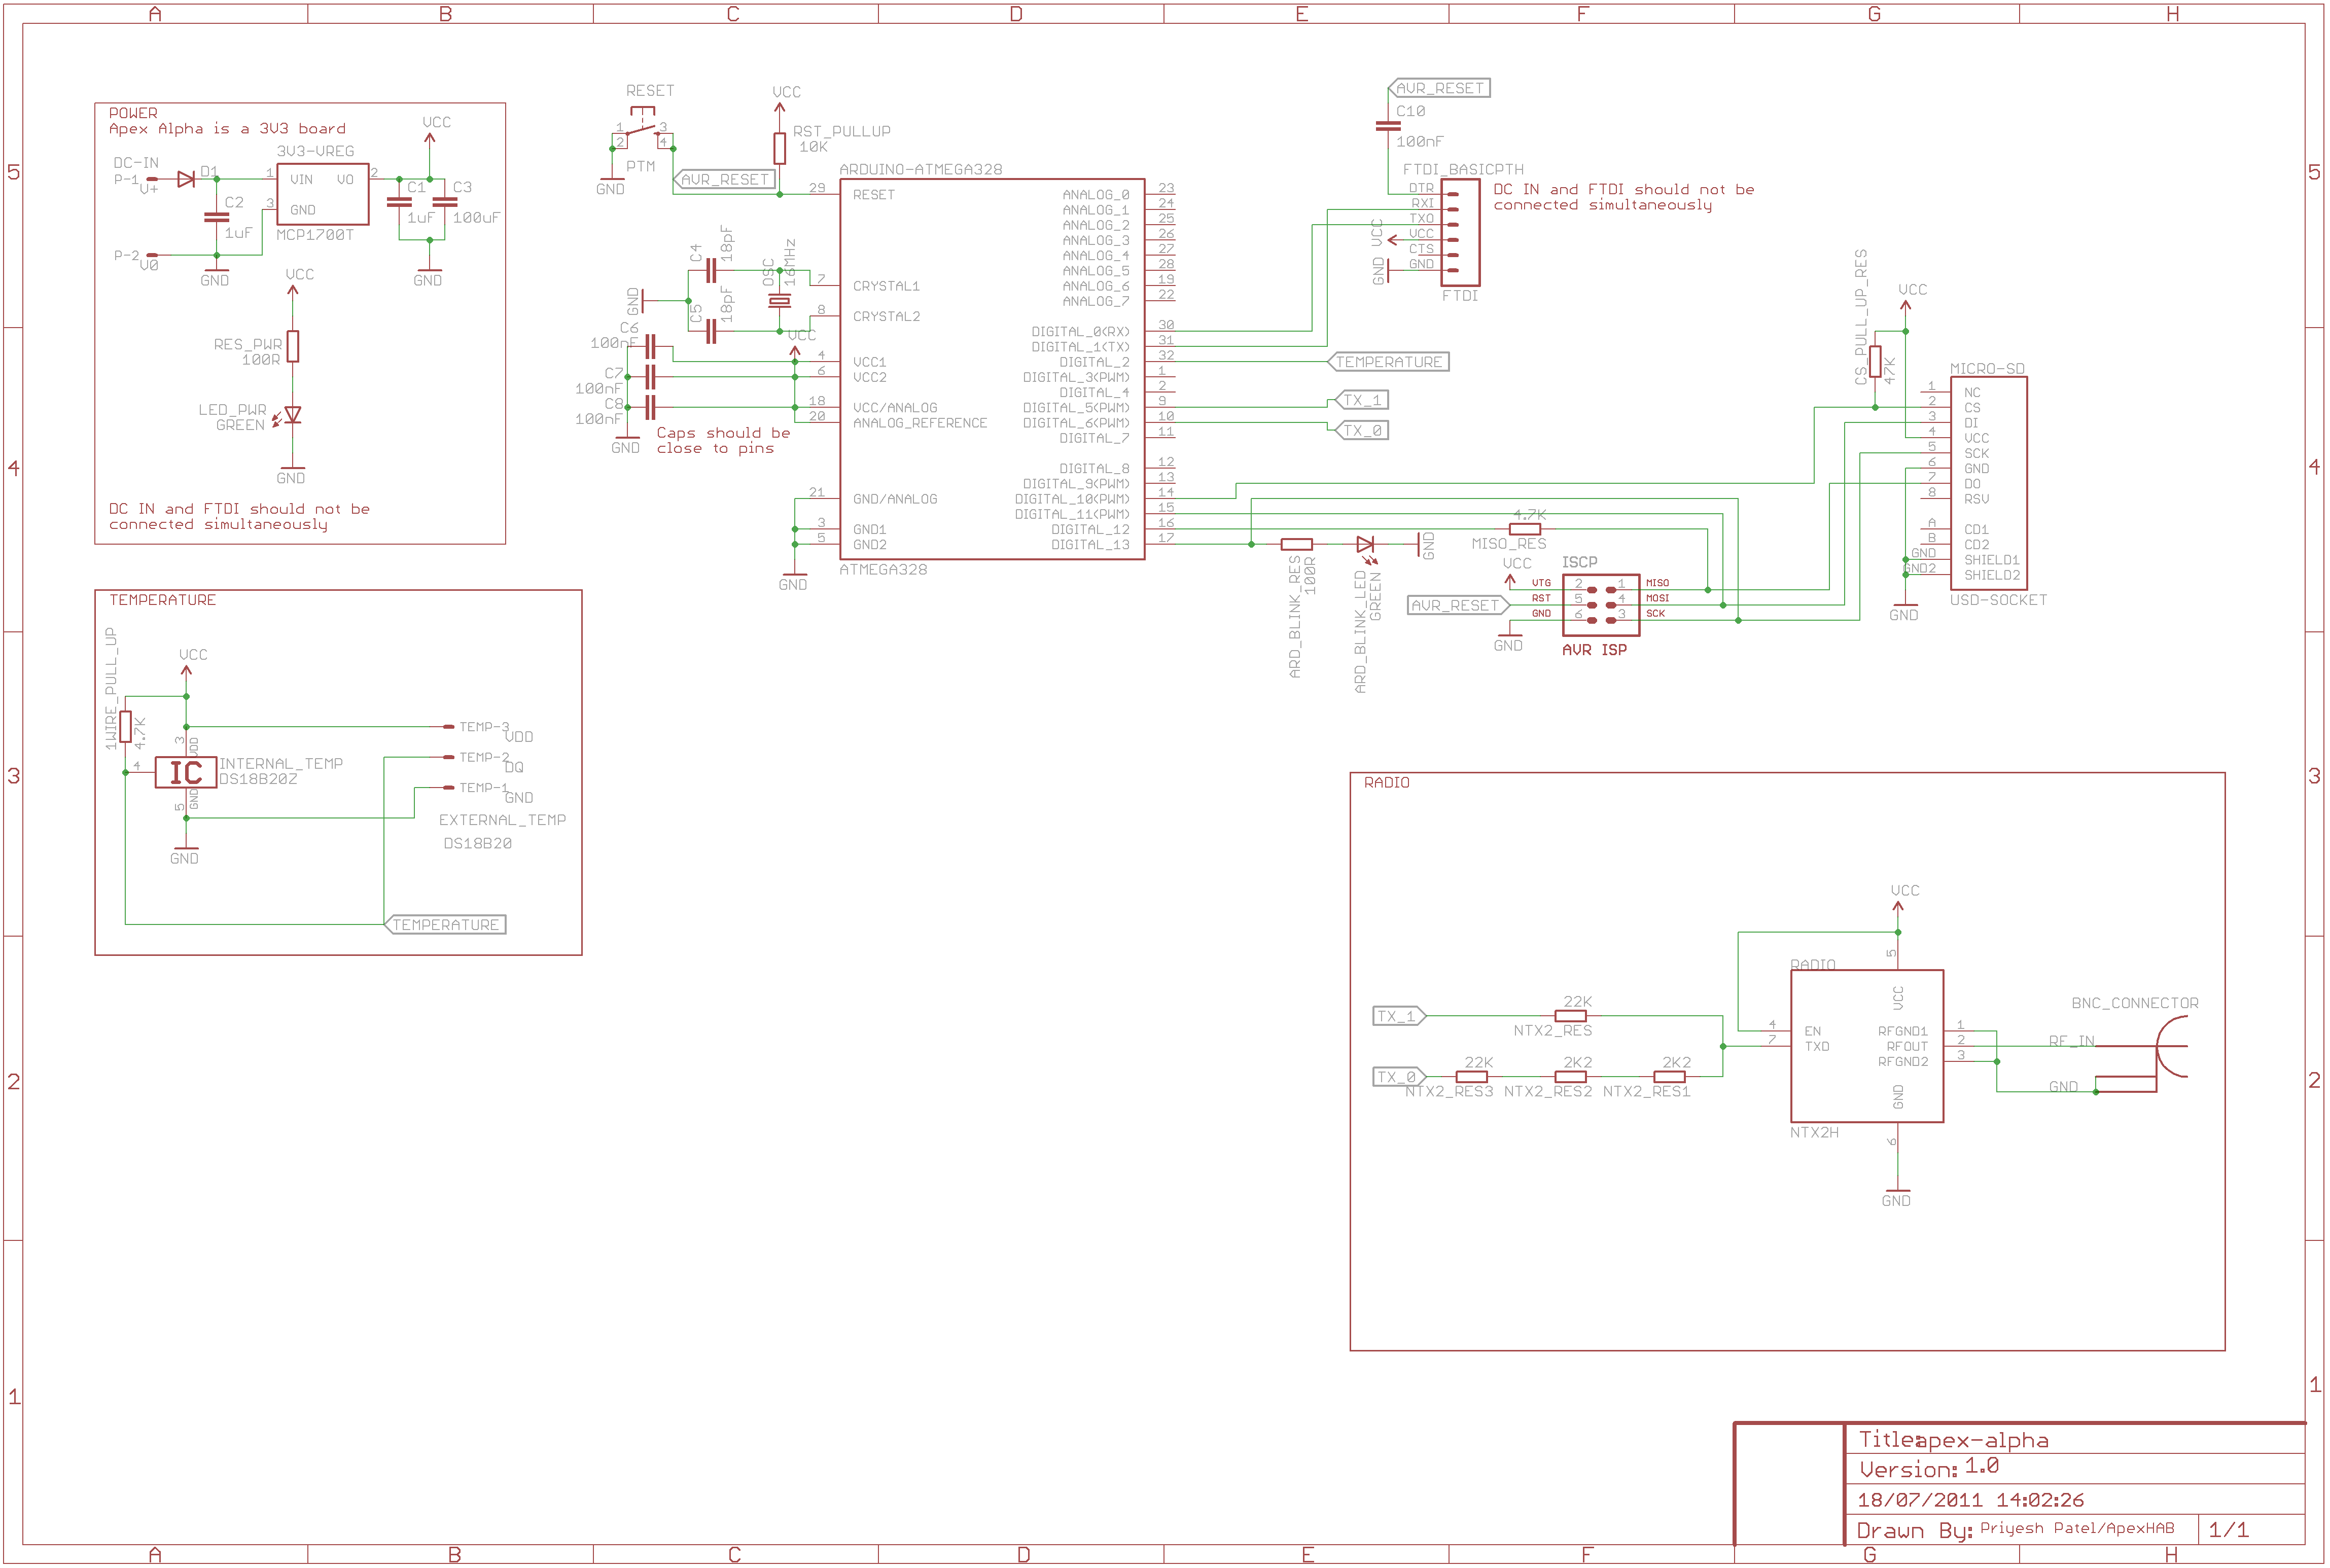 A B C D E F G H
5
4
3
2
1
5
4
3
2
1
POWER
Apex Alpha is a 3V3 board
DC-IN
P-1
V+
D1
3V3-VREG
1 VIN VO 2
3 GND
MCP1700T
C2
1uF
P-2
V0
GND
VCC
C1
1uF
C3
100uF
GND
VCC
RES_PWR
100R
LED_PWR
GREEN
GND
DC IN and FTDI should not be
connected simultaneously
TEMPERATURE
VCC
1WIRE_PULL_UP
4.7K
3 VDD
4
IC
INTERNAL_TEMP
DS18B20Z
5 GND
GND
TEMP-3
VDD
TEMP-2
DQ
TEMP-1
GND
EXTERNAL_TEMP
DS18B20
TEMPERATURE
RESET
1 3
2 4
PTM
GND
VCC
RST_PULLUP
10K
AVR_RESET
GND
C4
18pF
C5
18pF
OSC
16MHz
VCC
C6
100nF
C7
100nF
C8
100nF
GND
Caps should be
close to pins
GND
ARDUINO-ATMEGA328
29 RESET
7 CRYSTAL1
8 CRYSTAL2
4 VCC1
6 VCC2
18 VCC/ANALOG
20 ANALOG_REFERENCE
21 GND/ANALOG
3 GND1
5 GND2
ANALOG_0 23
ANALOG_1 24
ANALOG_2 25
ANALOG_3 26
ANALOG_4 27
ANALOG_5 28
ANALOG_6 19
ANALOG_7 22
DIGITAL_0(RX) 30
DIGITAL_1(TX) 31
DIGITAL_2 32
DIGITAL_3(PWM) 1
DIGITAL_4 2
DIGITAL_5(PWM) 9
DIGITAL_6(PWM) 10
DIGITAL_7 11
DIGITAL_8 12
DIGITAL_9(PWM) 13
DIGITAL_10(PWM) 14
DIGITAL_11(PWM) 15
DIGITAL_12 16
DIGITAL_13 17
ATMEGA328
AVR_RESET
C10
100nF
FTDI_BASICPTH
DTR
RXI
TXO
VCC
CTS
GND
VCC
GND
FTDI
DC IN and FTDI should not be
connected simultaneously
TEMPERATURE
TX_1
TX_0
ARD_BLINK_RES
100R
ARD_BLINK_LED
GREEN
GND
4.7K
MISO_RES
VCC
ISCP
VTG 2 1 MISO
RST 5 4 MOSI
GND 6 3 SCK
AVR_RESET
GND
AVR ISP
CS_PULL_UP_RES
47K
VCC
MICRO-SD
1 NC
2 CS
3 DI
4 VCC
5 SCK
6 GND
7 DO
8 RSV
A CD1
B CD2
GND SHIELD1
GND2 SHIELD2
USD-SOCKET
GND
RADIO
TX_1
22K
NTX2_RES
TX_0
22K
NTX2_RES3
2K2
NTX2_RES2
2K2
NTX2_RES1
VCC
5
RADIO
VCC
4 EN
7 TXD
RFGND1 1
RFOUT 2
RFGND2 3
GND
NTX2H
6
GND
BNC_CONNECTOR
RF_IN
GND
Title:apex-alpha
Version: 1.0
18/07/2011 14:02:26
Drawn By: Priyesh Patel/ApexHAB 1/1
A B C D E F G H